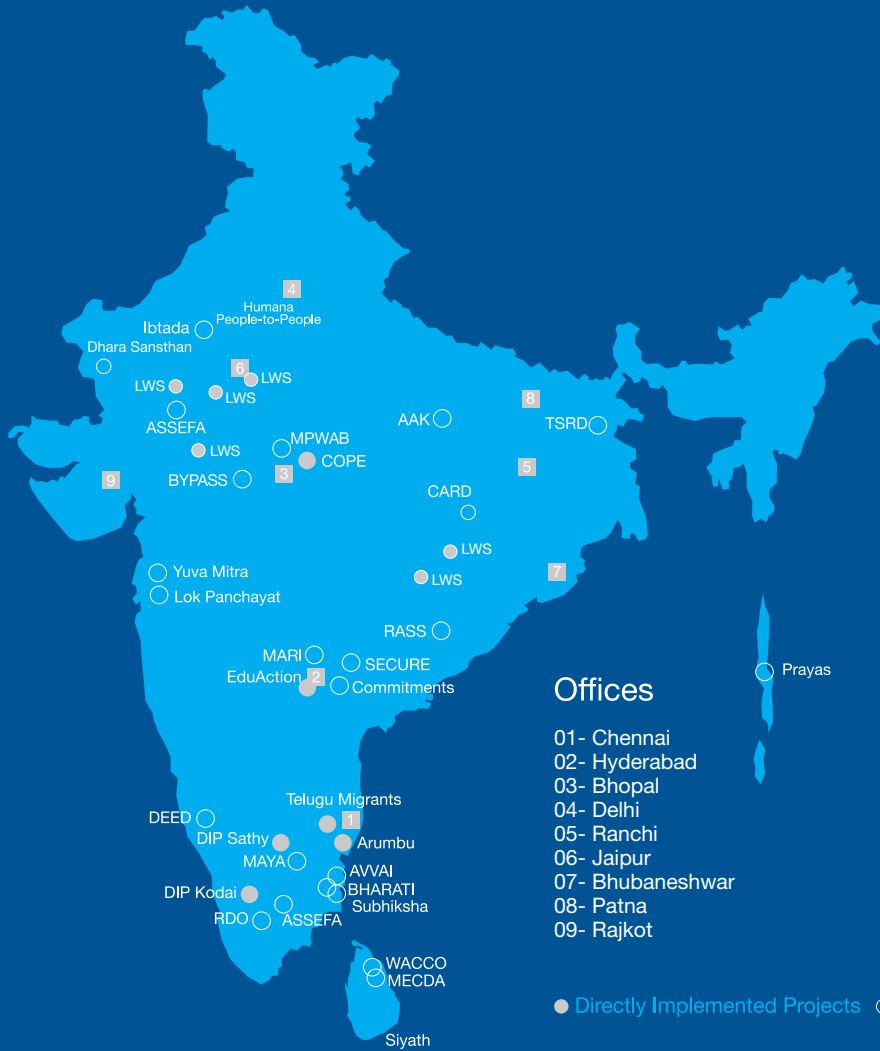 4
Humana
People-to-People
Ibtada
Dhara Sansthan
6
LWS
LWS
LWS
ASSEFA
8
AAK
TSRD
MPWAB
LWS
COPE
3
5
9
BYPASS
CARD
LWS
LWS
7
Yuva Mitra
Lok Panchayat
RASS
MARI
SECURE
EduAction
2
Commitments
Prayas
Offices
01- Chennai
02- Hyderabad
03- Bhopal
04- Delhi
05- Ranchi
06- Jaipur
07- Bhubaneshwar
08- Patna
09- Rajkot
Telugu Migrants
1
DEED
DIP Sathy
Arumbu
MAYA
AVVAI
DIP Kodai
BHARATI
Subhiksha
RDO
ASSEFA
WACCO
MECDA
Siyath
Directly Implemented Projects